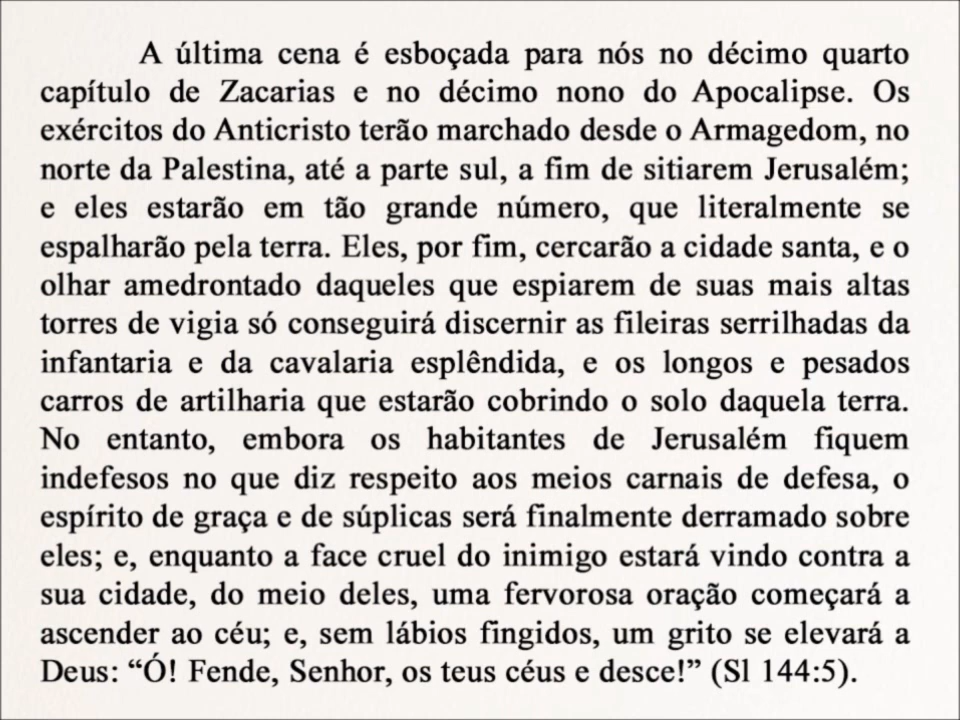 A última cena é esboçada para nós no décimo quarto
capítulo de Zacarias e no décimo nono do Apocalipse. Os
exércitos do Anticristo terão marchado desde o Armagedom, no
norte da Palestina, até a parte sul, a fim de sitiarem Jerusalém;
e eles estarão em tão grande número, que literalmente se
espalharão pela terra. Eles, por fim, cercarão a cidade santa, e o
olhar amedrontado daqueles que espiarem de suas mais altas
torres de vigia só conseguirá discernir as fileiras serrilhadas da
infantaria e da cavalaria esplêndida, e os longos e pesados
carros de artilharia que estarão cobrindo o solo daquela terra.
No entanto, embora os habitantes de Jerusalém fiquem
indefesos no que diz respeito aos meios carnais de defesa, o
espírito de graça e de súplicas será finalmente derramado sobre
eles; e, enquanto a face cruel do inimigo estará vindo contra a
sua cidade, do meio deles, uma fervorosa oração começará a
ascender ao céu; e, sem lábios fingidos, um grito se elevará a
Deus: “Ó! Fende, Senhor, os teus céus e desce!” (Sl 144:5).